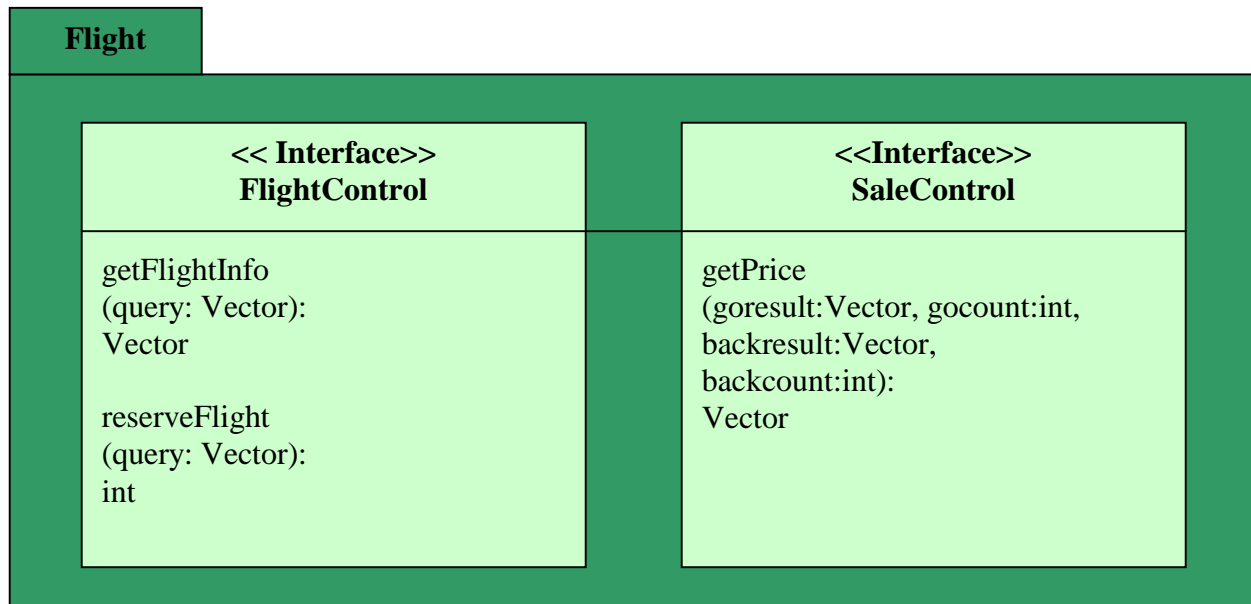 Flight
<< Interface>>
FlightControl
getFlightInfo
(query: Vector):
Vector
reserveFlight
(query: Vector):
int
<<Interface>>
SaleControl
getPrice
(goresult:Vector, gocount:int,
backresult:Vector,
backcount:int):
Vector